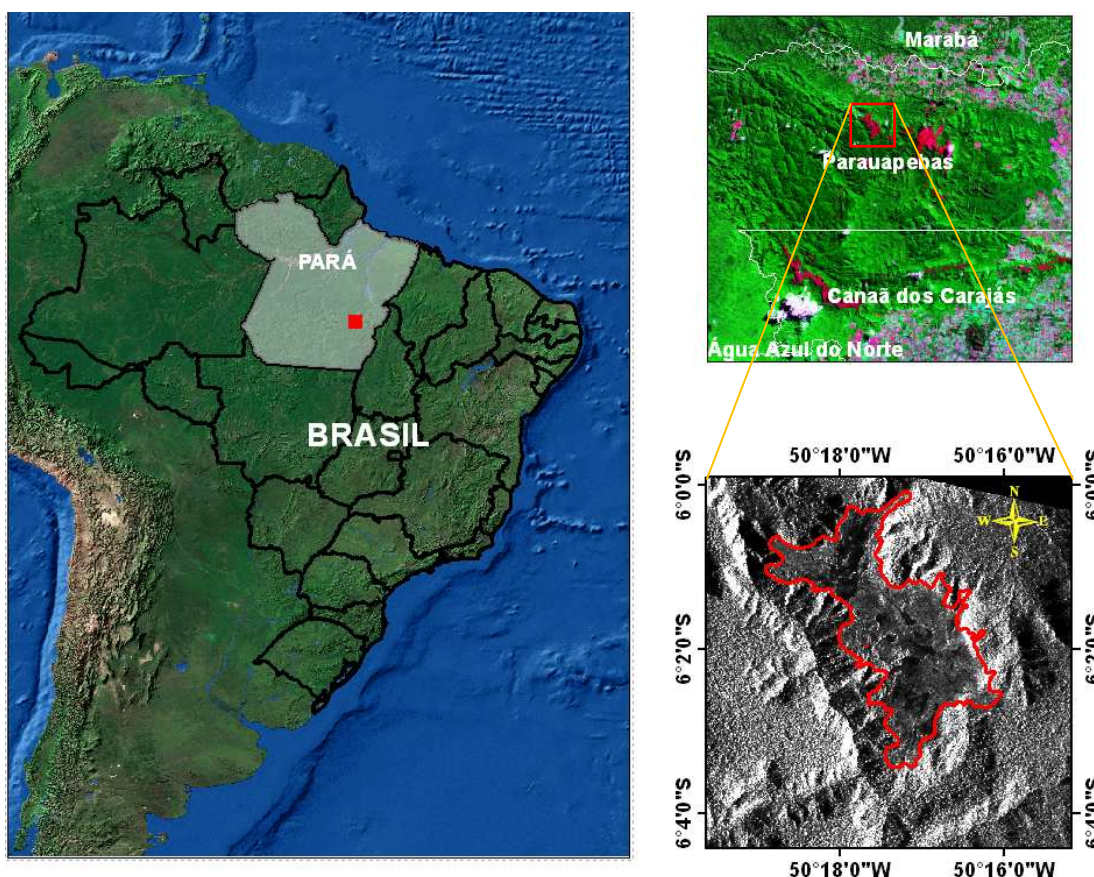 PARÁ
BRASIL
Marabá
Parauapebas
Canaã dos Carajás
Água Azul do Norte
50°18'0"W 50°16'0"W
6°0'0"S 6°0'0"S
N
W E
S
6°2'0"S 6°2'0"S
6°4'0"S 6°4'0"S
50°18'0"W 50°16'0"W